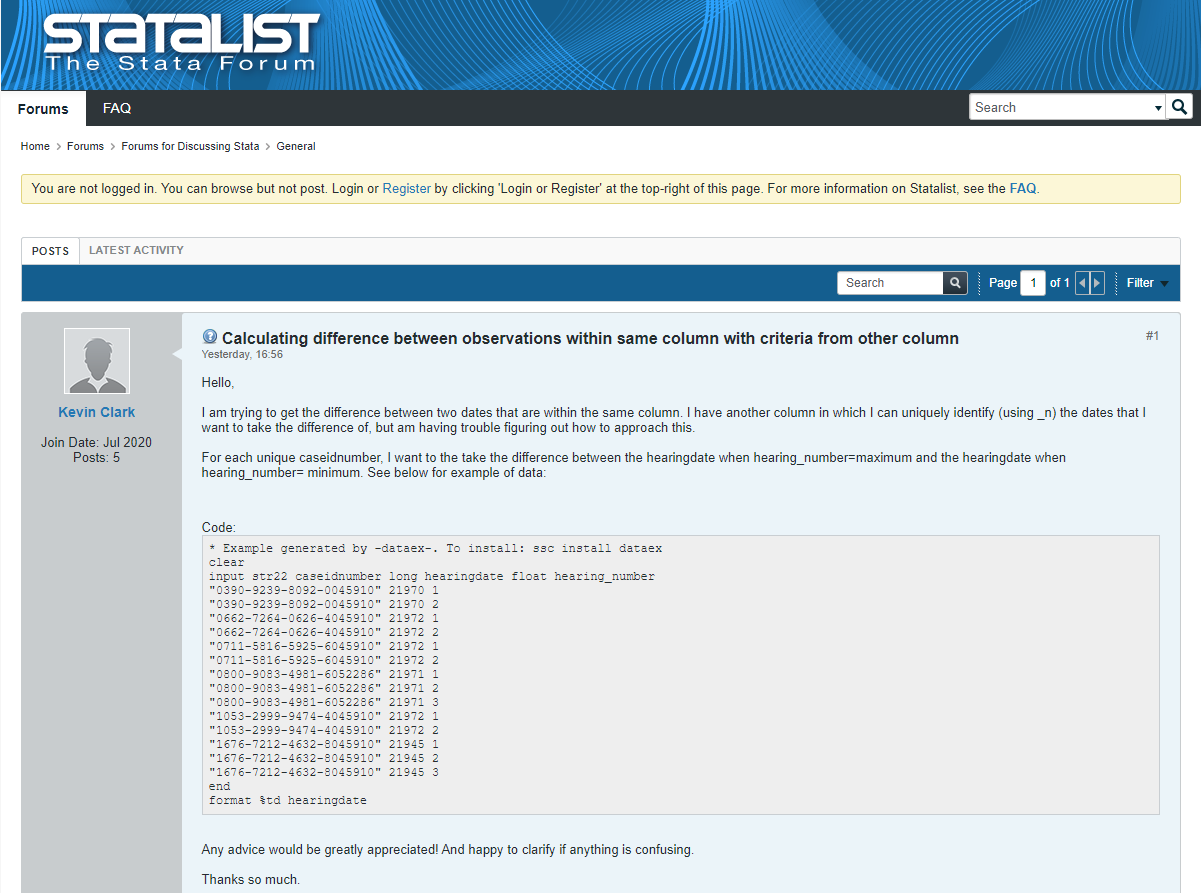 STATALIST
The Stata Forum
Forums FAQ Search
Home > Forums > Forums for Discussing Stata > General
You are not logged in. You can browse but not post. Login or Register by clicking 'Login or Register' at the top-right of this page. For more information on Statalist, see the FAQ.
POSTS LATEST ACTIVITY
Search Page 1 of 1 Filter
Calculating difference between observations within same column with criteria from other column #1
Yesterday, 16:56
Kevin Clark
Join Date: Jul 2020
Posts: 5
Hello,
I am trying to get the difference between two dates that are within the same column. I have another column in which I can uniquely identify (using _n) the dates that I
want to take the difference of, but am having trouble figuring out how to approach this.
For each unique caseidnumber, I want to the take the difference between the hearingdate when hearing_number=maximum and the hearingdate when
hearing_number= minimum. See below for example of data:
Code:
* Example generated by -dataex-. To install: ssc install dataex
clear
input str22 caseidnumber long hearingdate float hearing_number
"0390-9239-8092-0045910" 21970 1
"0390-9239-8092-0045910" 21970 2
"0662-7264-0626-4045910" 21972 1
"0662-7264-0626-4045910" 21972 2
"0711-5816-5925-6045910" 21972 1
"0711-5816-5925-6045910" 21972 2
"0800-9083-4981-6052286" 21971 1
"0800-9083-4981-6052286" 21971 2
"0800-9083-4981-6052286" 21971 3
"1053-2999-9474-4045910" 21972 1
"1053-2999-9474-4045910" 21972 2
"1676-7212-4632-8045910" 21945 1
"1676-7212-4632-8045910" 21945 2
"1676-7212-4632-8045910" 21945 3
end
format %td hearingdate
Any advice would be greatly appreciated! And happy to clarify if anything is confusing.
Thanks so much.